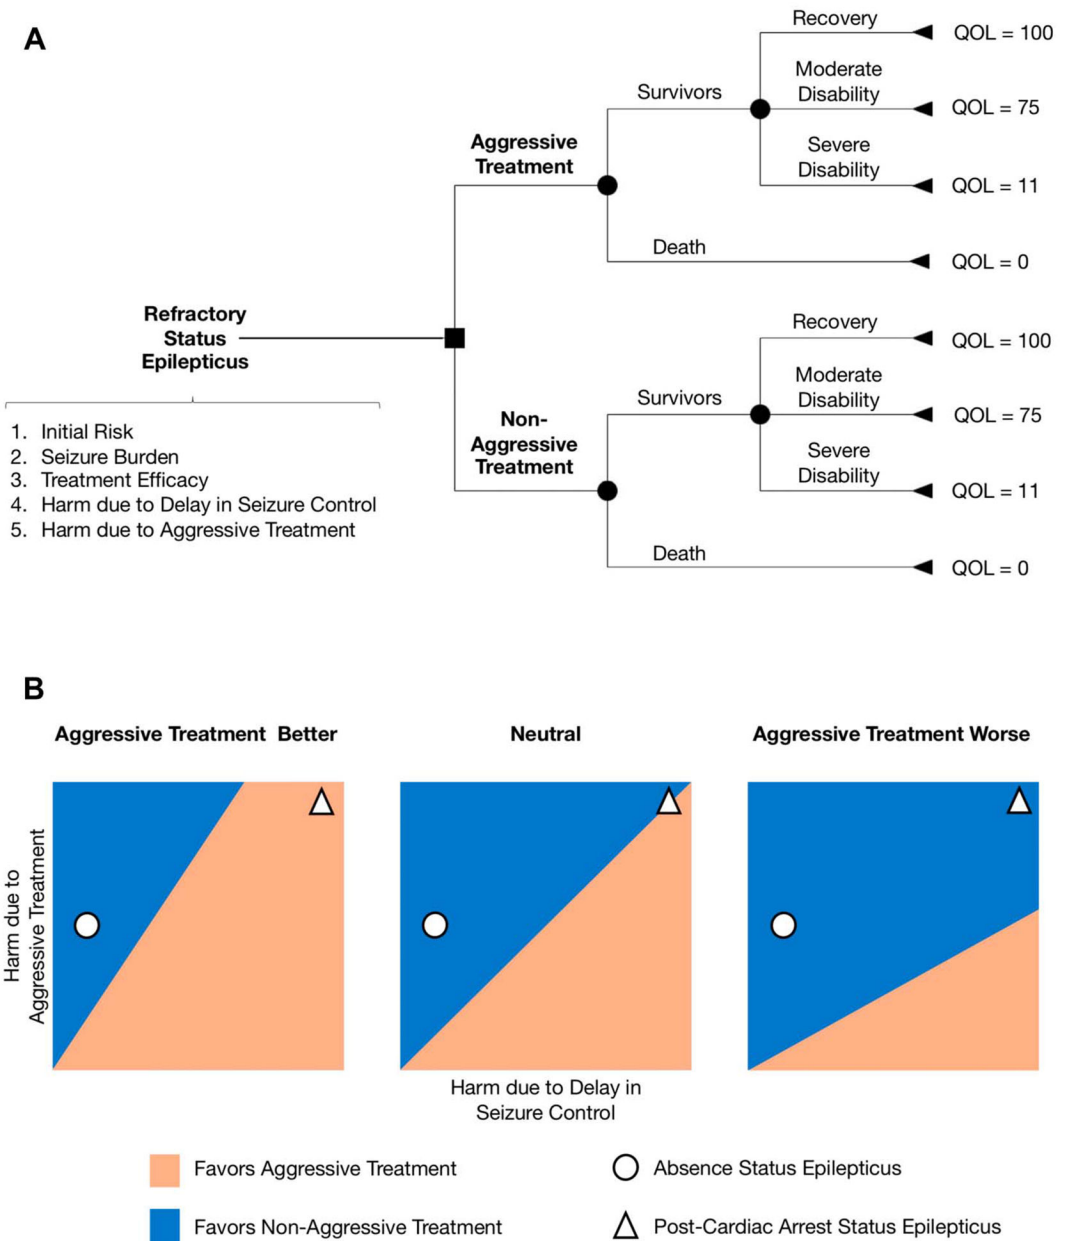 A
Recovery
QOL = 100
Moderate
Disability
QOL = 75
Survivors
Severe
Disability
QOL = 11
Aggressive
Treatment
Death
QOL = 0
Refractory
Status
Epilepticus
1. Initial Risk
2. Seizure Burden
3. Treatment Efficacy
4. Harm due to Delay in Seizure Control
5. Harm due to Aggressive Treatment
Recovery
QOL = 100
Moderate
Disability
QOL = 75
Survivors
Severe
Disability
QOL = 11
Non-
Aggressive
Treatment
Death
QOL = 0
B
Aggressive Treatment Better
Neutral
Aggressive Treatment Worse
Harm due to
Aggressive Treatment
Harm due to Delay in
Seizure Control
Favors Aggressive Treatment
Absence Status Epilepticus
Favors Non-Aggressive Treatment
Post-Cardiac Arrest Status Epilepticus